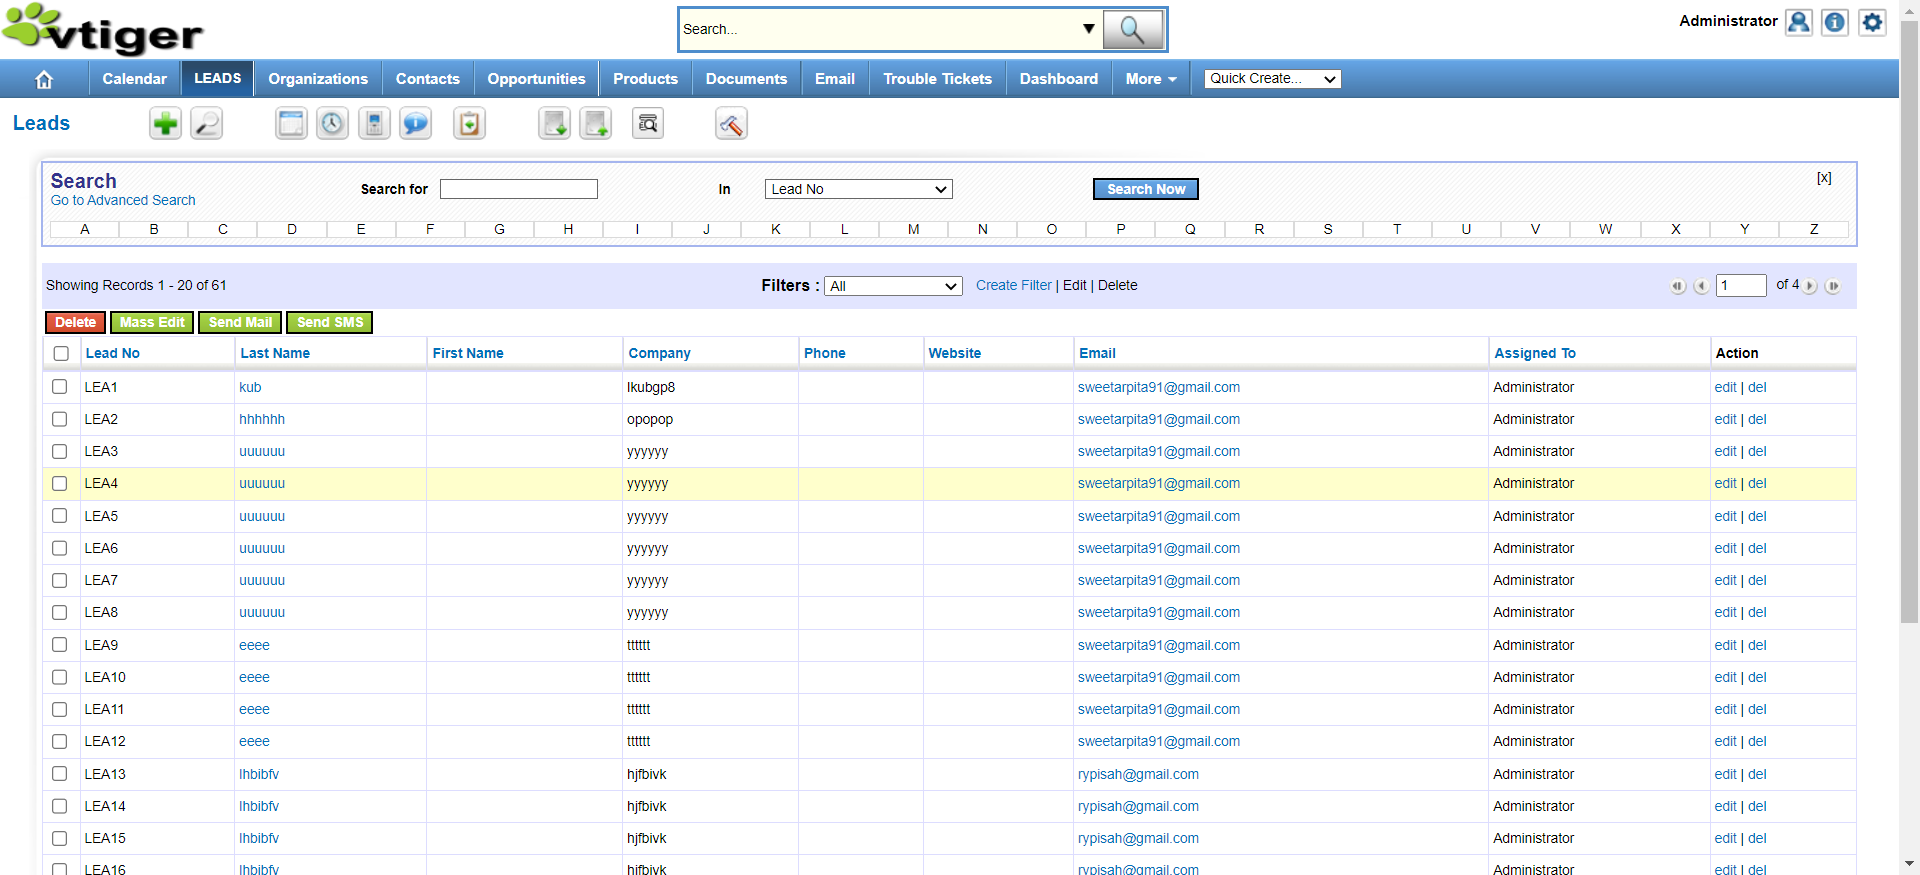 vtiger
Search...
Administrator
Calendar LEADS Organizations Contacts Opportunities Products Documents Email Trouble Tickets Dashboard More Quick Create...
Leads
Search
Go to Advanced Search
Search for In Lead No Search Now [x]
A B C D E F G H I J K L M N O P Q R S T U V W X Y Z
Showing Records 1 - 20 of 61 Filters : All Create Filter | Edit | Delete 1 of 4
Delete Mass Edit Send Mail Send SMS
Lead No Last Name First Name Company Phone Website Email Assigned To Action
LEA1 kub lkubgp8 sweetarpita91@gmail.com Administrator edit | del
LEA2 hhhhhh opopop sweetarpita91@gmail.com Administrator edit | del
LEA3 uuuuuu yyyyyy sweetarpita91@gmail.com Administrator edit | del
LEA4 uuuuuu yyyyyy sweetarpita91@gmail.com Administrator edit | del
LEA5 uuuuuu yyyyyy sweetarpita91@gmail.com Administrator edit | del
LEA6 uuuuuu yyyyyy sweetarpita91@gmail.com Administrator edit | del
LEA7 uuuuuu yyyyyy sweetarpita91@gmail.com Administrator edit | del
LEA8 uuuuuu yyyyyy sweetarpita91@gmail.com Administrator edit | del
LEA9 eeee tttttt sweetarpita91@gmail.com Administrator edit | del
LEA10 eeee tttttt sweetarpita91@gmail.com Administrator edit | del
LEA11 eeee tttttt sweetarpita91@gmail.com Administrator edit | del
LEA12 eeee tttttt sweetarpita91@gmail.com Administrator edit | del
LEA13 lhbibfv hjfbivk rypisah@gmail.com Administrator edit | del
LEA14 lhbibfv hjfbivk rypisah@gmail.com Administrator edit | del
LEA15 lhbibfv hjfbivk rypisah@gmail.com Administrator edit | del
LEA16 lhbibfv hjfbivk rypisah@gmail.com Administrator edit | del